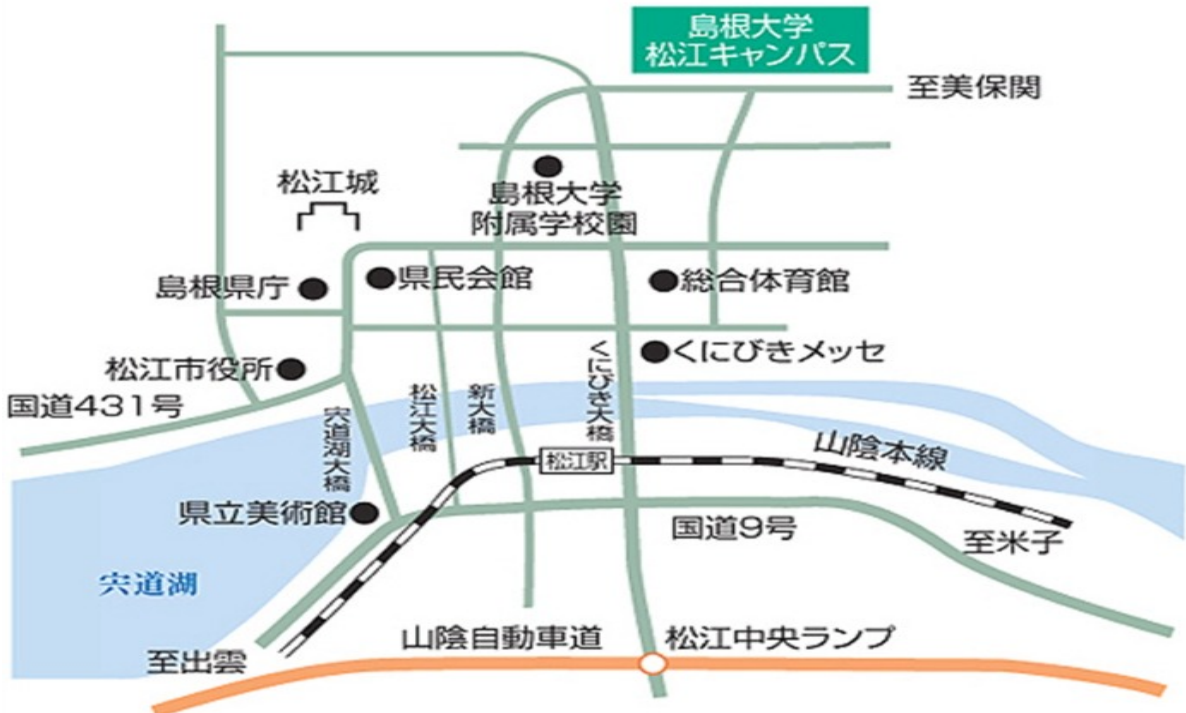 島根大学
松江キャンパス
至美保関
松江城
島根大学
附属学校園
島根県庁
県民会館
総合体育館
松江市役所
くにびきメッセ
国道431号
宍道湖大橋
松江大橋
新大橋
くにびき大橋
松江駅
山陰本線
県立美術館
国道9号
至米子
宍道湖
至出雲
山陰自動車道
松江中央ランプ